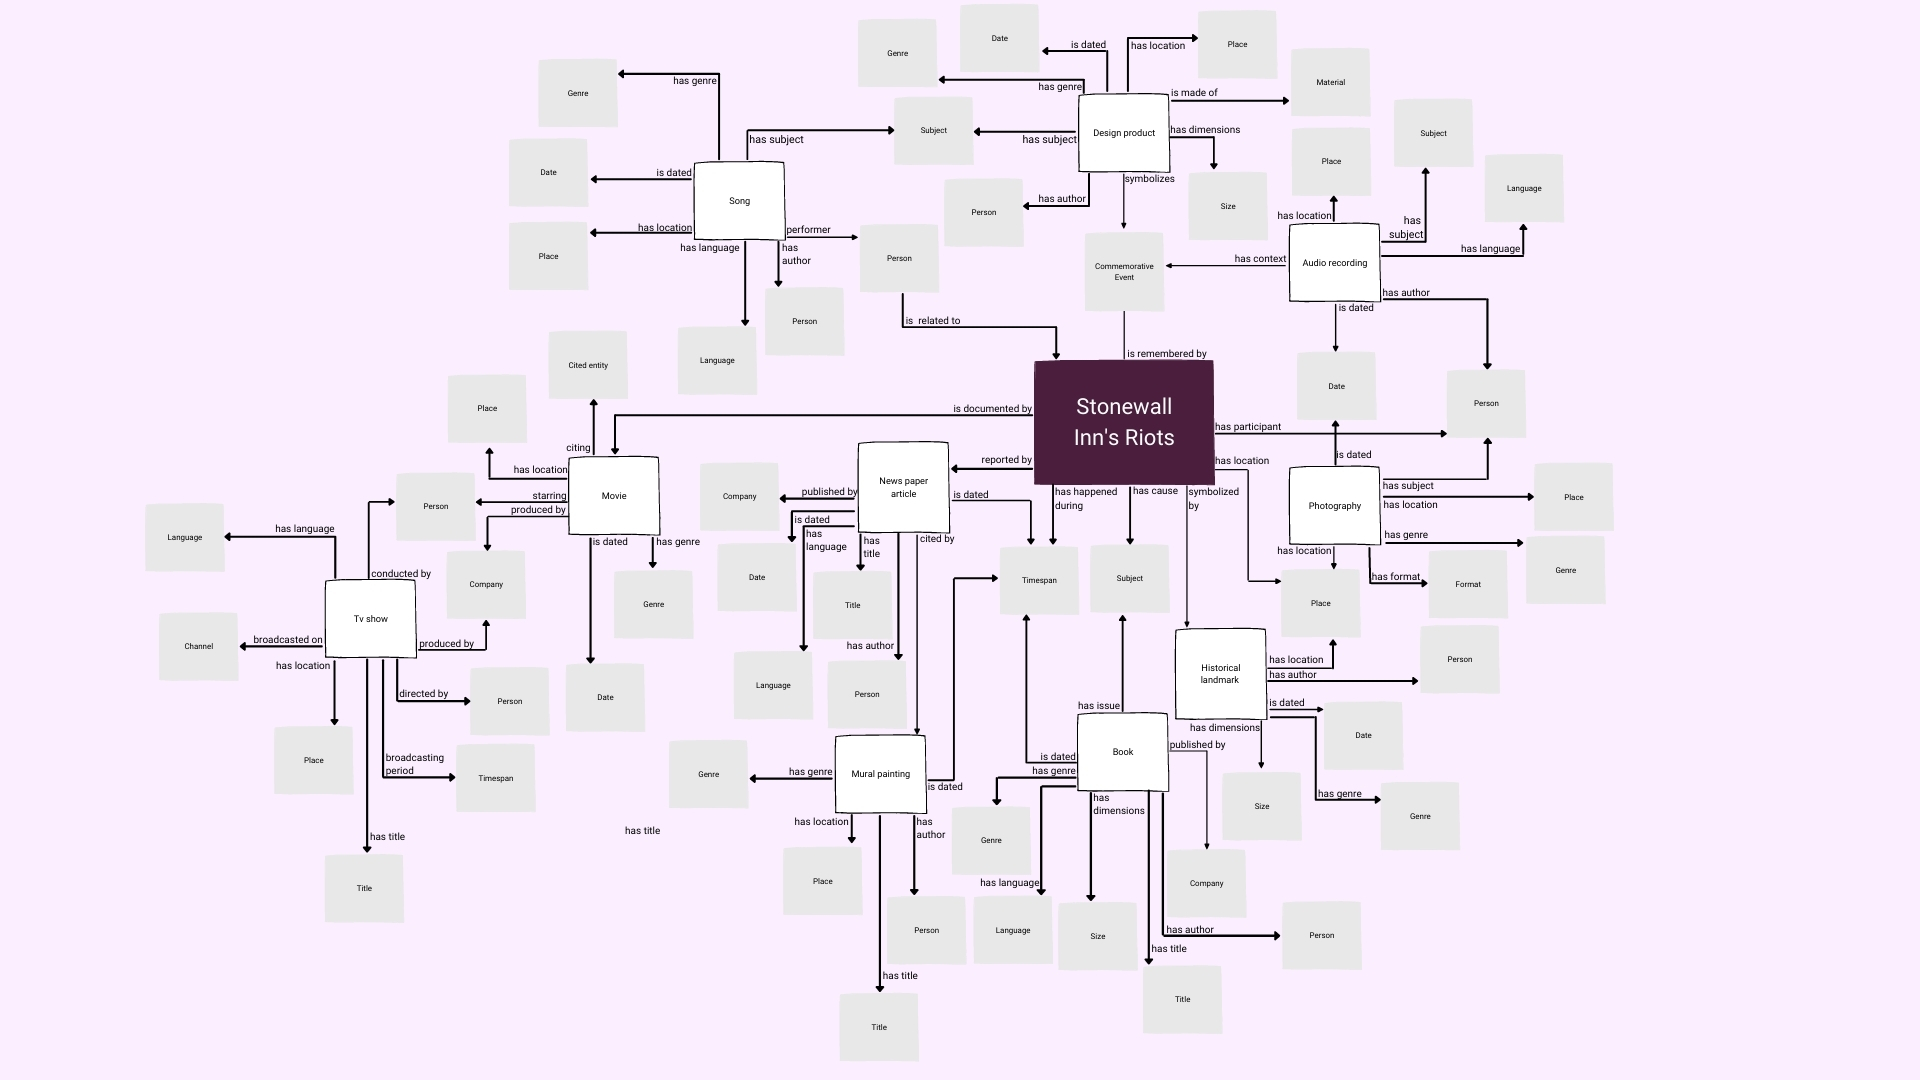 Date
is dated
has location
Place
Genre
has genre
Material
is made of
Genre
has genre
Subject
has subject
Design product
has dimensions
has subject
Subject
Date
is dated
Place
symbolizes
Size
Language
Song
has author
Person
has location
has
subject
Place
has location
performer
has language
has
author
Person
Commemorative
Event
has context
Audio recording
has language
has author
is dated
Person
Language
is related to
is remembered by
Cited entity
Place
Date
Person
Stonewall
Inn's Riots
is documented by
has participant
citing
has location
Movie
starring
produced by
is dated
has genre
Person
reported by
News paper
article
published by
Company
is dated
is dated
has
language
has
title
cited by
has location
has happened
during
has cause
symbolized
by
is dated
has subject
Photography
has location
Place
has genre
has location
has format
Format
Genre
Language
has language
conducted by
Company
Genre
Date
Title
Timespan
Subject
Place
Tv show
Channel
broadcasted on
produced by
has location
has author
Historical
landmark
has location
has author
Person
directed by
Person
Date
Language
Person
has issue
is dated
has dimensions
Date
Place
broadcasting
period
Timespan
Genre
has genre
Mural painting
is dated
is dated
has genre
Book
published by
has
dimensions
Size
has genre
Genre
has title
has title
has location
has
author
Genre
Title
Place
has language
Company
Person
Language
Size
has author
Person
has title
has title
Title
Title